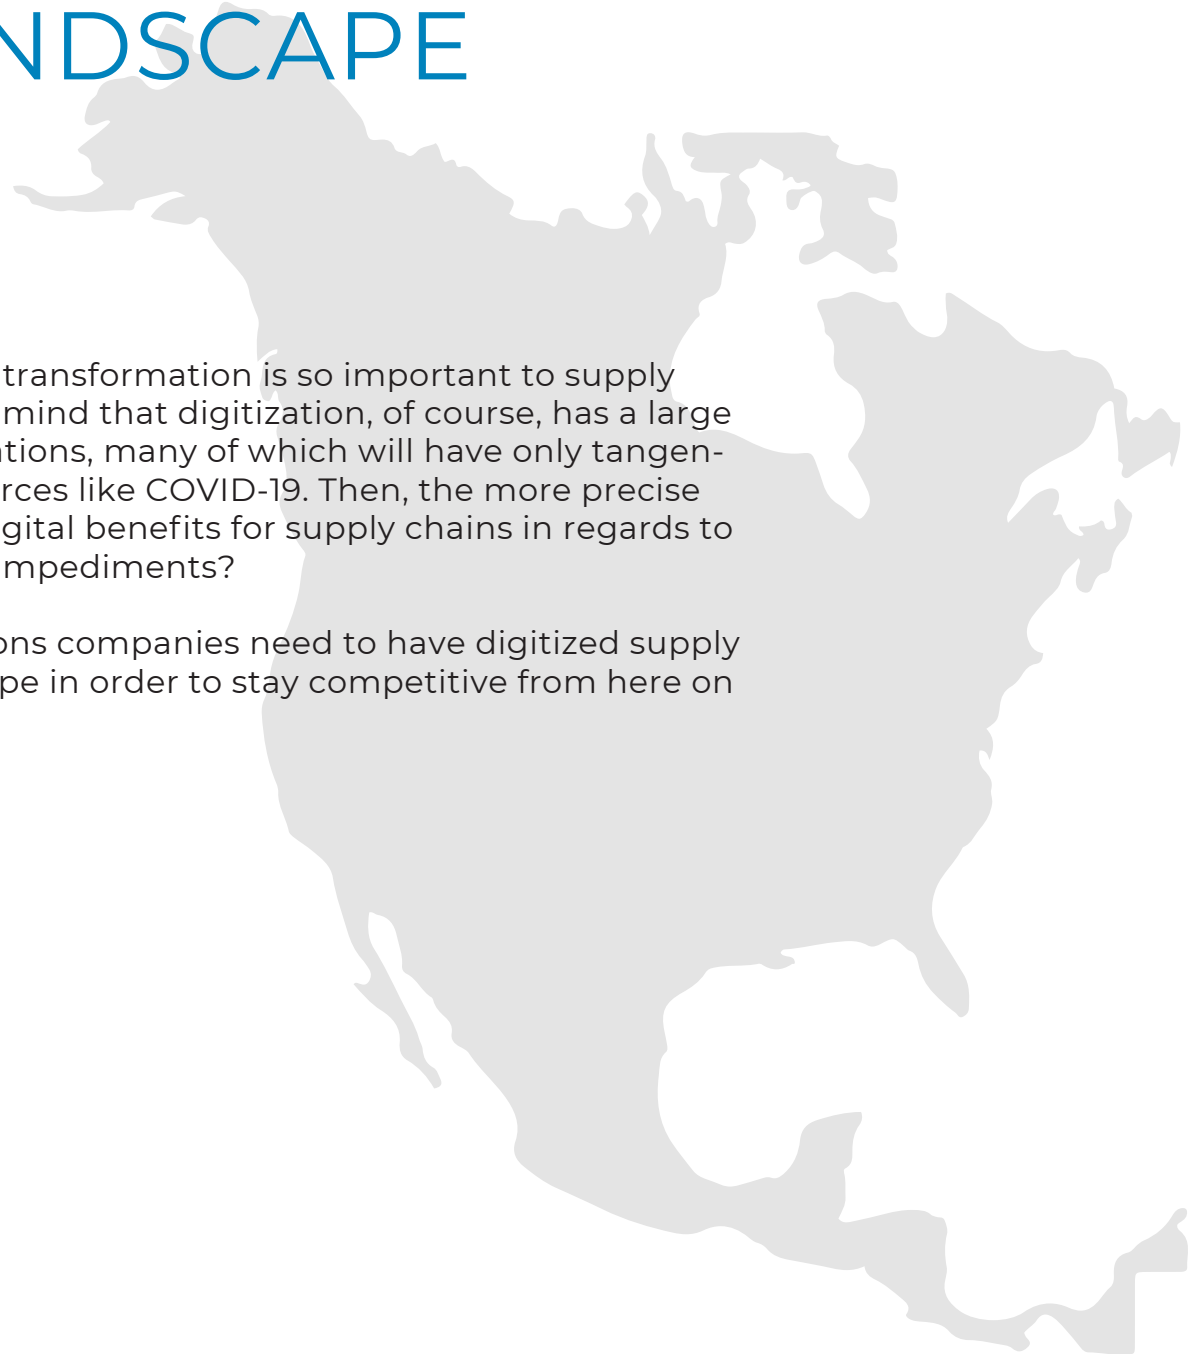 NDSCAPE
transformation is so important to supply
mind that digitization, of course, has a large
ations, many of which will have only tangen-
rces like COVID-19. Then, the more precise
gital benefits for supply chains in regards to
mpediments?
ons companies need to have digitized supply
pe in order to stay competitive from here on